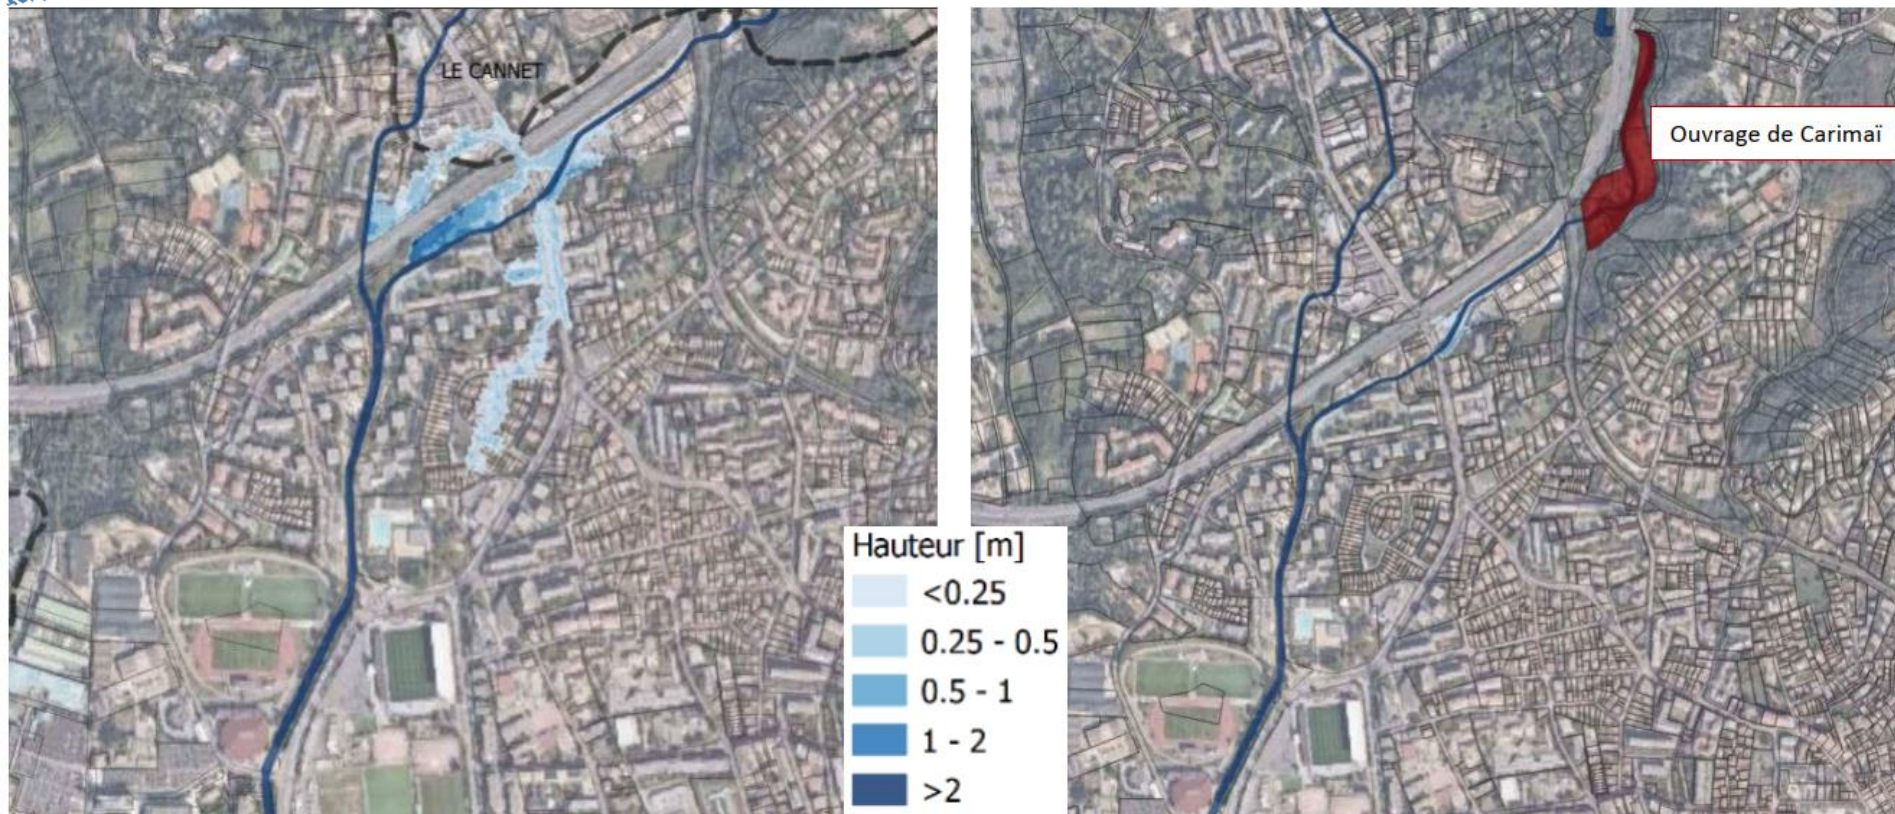 LE CANNET
Ouvrage de Carimaï
Hauteur [m]
<0.25
0.25 - 0.5
0.5 - 1
1 - 2
>2